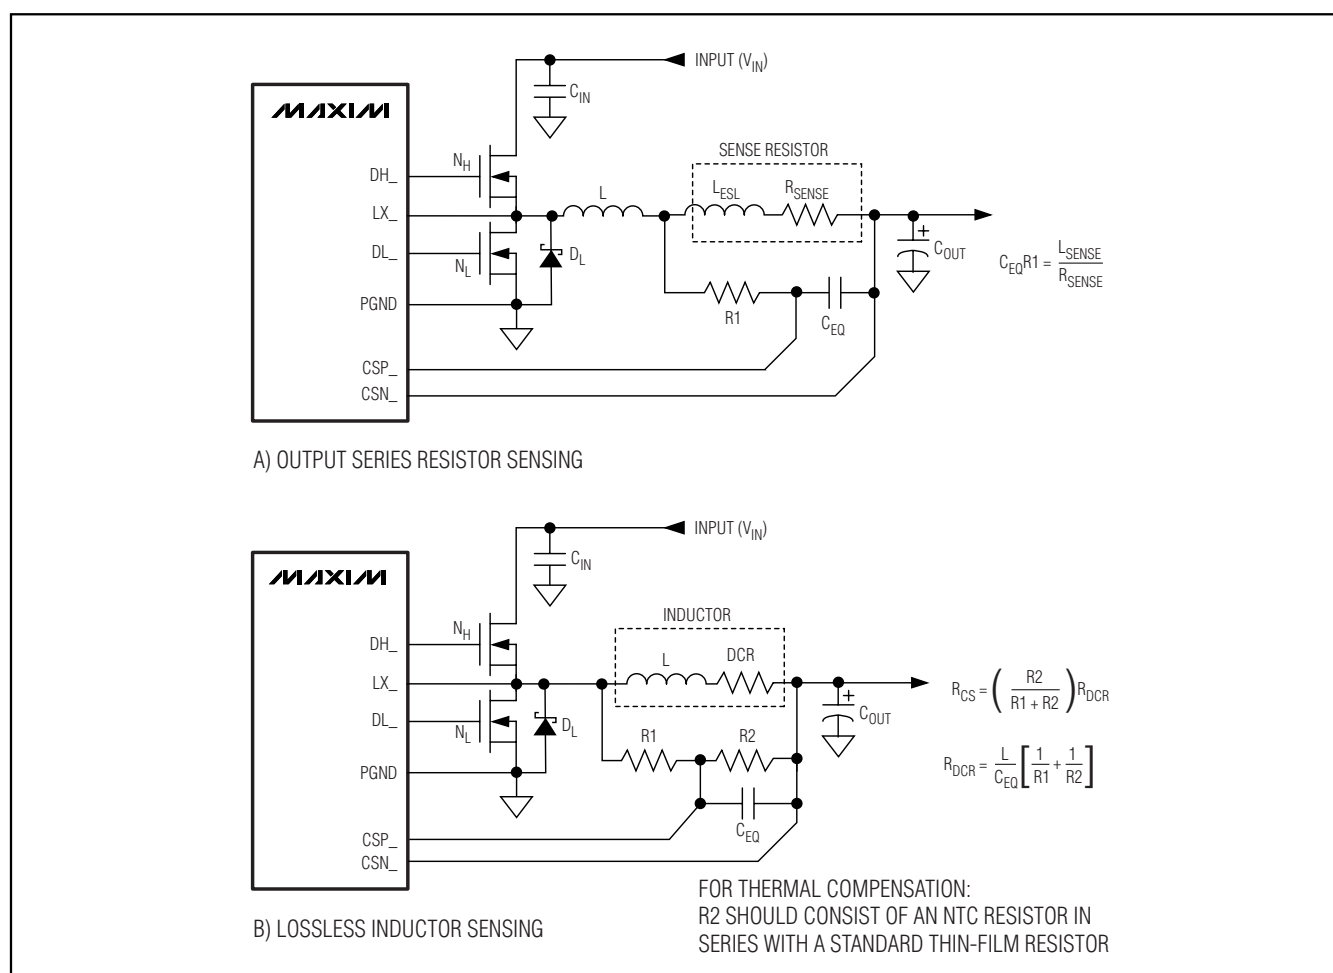 INPUT (VIN)
CIN
MAXIM
SENSE RESISTOR
NH
DH_
L
LESL
RSENSE
LX_
DL_
NL
DL
+
COUT
CEQR1 = LSENSE / RSENSE
PGND
R1
CEQ
CSP_
CSN_
A) OUTPUT SERIES RESISTOR SENSING
INPUT (VIN)
CIN
MAXIM
INDUCTOR
NH
DH_
L
DCR
LX_
+
RCS = ( R2 / R1 + R2 ) RDCR
DL_
NL
DL
COUT
R1
R2
PGND
RDCR = L / CEQ [ 1 / R1 + 1 / R2 ]
CEQ
CSP_
CSN_
FOR THERMAL COMPENSATION:
R2 SHOULD CONSIST OF AN NTC RESISTOR IN
SERIES WITH A STANDARD THIN-FILM RESISTOR
B) LOSSLESS INDUCTOR SENSING